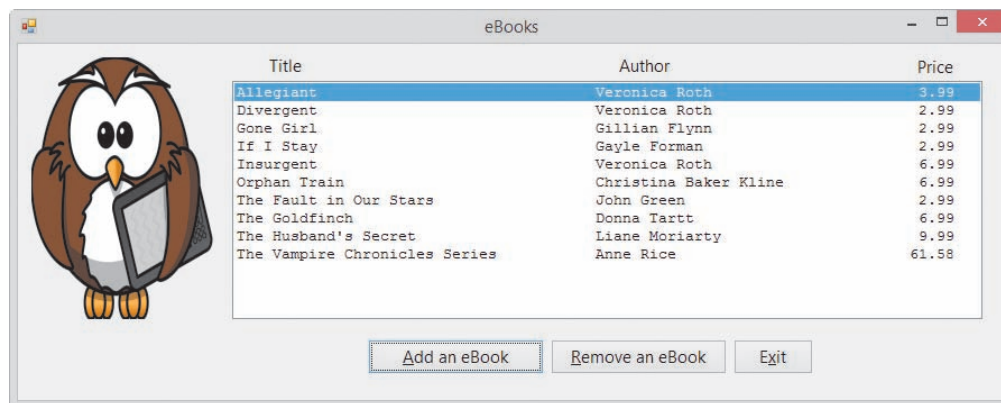 eBooks
Title Author Price
Allegiant Veronica Roth 3.99
Divergent Veronica Roth 2.99
Gone Girl Gillian Flynn 2.99
If I Stay Gayle Forman 2.99
Insurgent Veronica Roth 6.99
Orphan Train Christina Baker Kline 6.99
The Fault in Our Stars John Green 2.99
The Goldfinch Donna Tartt 6.99
The Husband's Secret Liane Moriarty 9.99
The Vampire Chronicles Series Anne Rice 61.58
Add an eBook Remove an eBook Exit